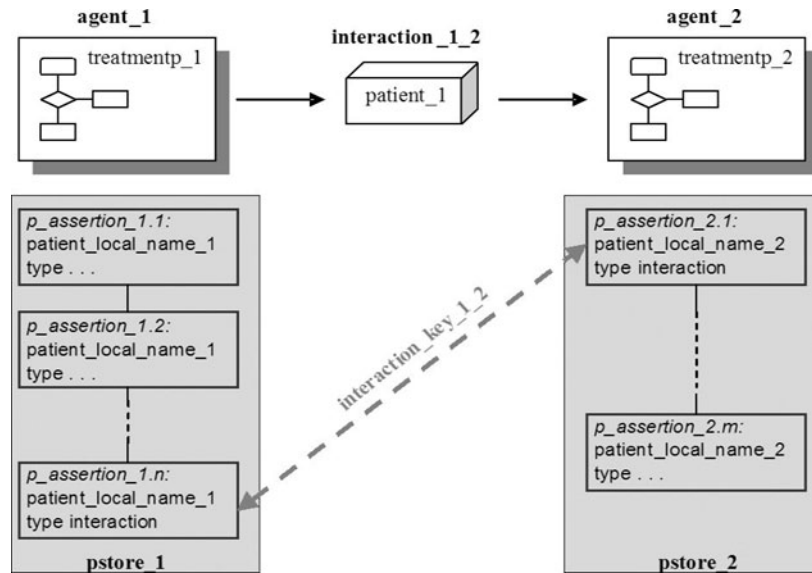 agent_1
interaction_1_2
agent_2
treatmentp_1
patient_1
treatmentp_2
p_assertion_1.1:
patient_local_name_1
type . . .
p_assertion_1.2:
patient_local_name_1
type . . .
p_assertion_1.n:
patient_local_name_1
type interaction
pstore_1
interaction_key_1_2
p_assertion_2.1:
patient_local_name_2
type interaction
p_assertion_2.m:
patient_local_name_2
type . . .
pstore_2